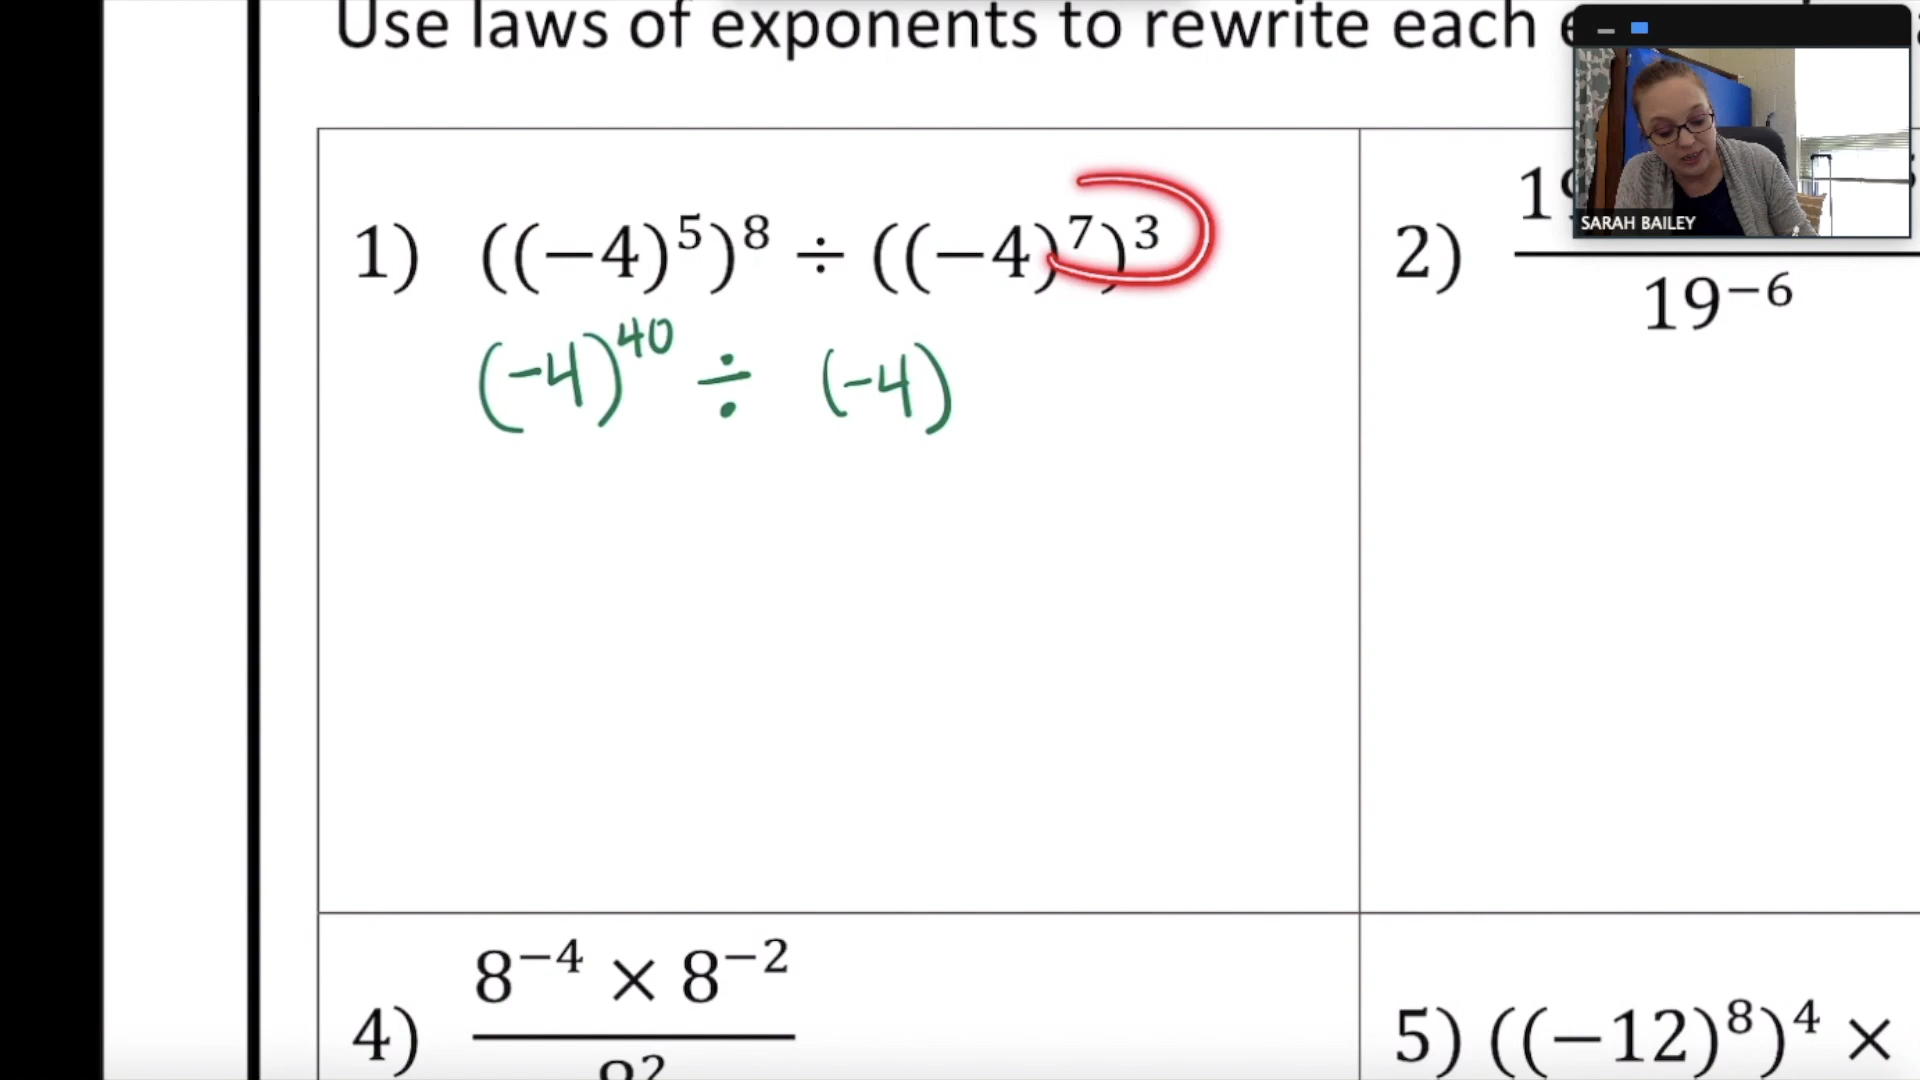 Use laws of exponents to rewrite each
1) ((−4)⁵)⁸ ÷ ((−4)⁷)³
(-4)⁴⁰ ÷ (-4)
2)
19⁻⁶
SARAH BAILEY
4) 8⁻⁴ × 8⁻²
5) ((−12)⁸)⁴ ×